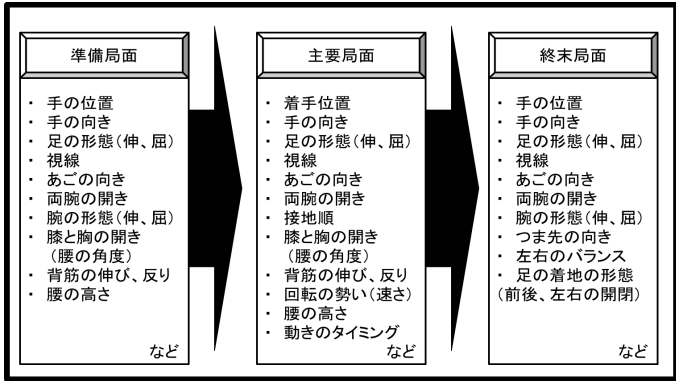 準備局面
・ 手の位置
・ 手の向き
・ 足の形態(伸、屈)
・ 視線
・ あごの向き
・ 両腕の開き
・ 腕の形態(伸、屈)
・ 膝と胸の開き
(腰の角度)
・ 背筋の伸び、反り
・ 腰の高さ
など
主要局面
・ 着手位置
・ 手の向き
・ 足の形態(伸、屈)
・ 視線
・ あごの向き
・ 両腕の開き
・ 接地順
・ 膝と胸の開き
(腰の角度)
・ 背筋の伸び、反り
・ 回転の勢い(速さ)
・ 腰の高さ
・ 動きのタイミング
など
終末局面
・ 手の位置
・ 手の向き
・ 足の形態(伸、屈)
・ 視線
・ あごの向き
・ 両腕の開き
・ 腕の形態(伸、屈)
・ つま先の向き
・ 左右のバランス
・ 足の着地の形態
(前後、左右の開閉)
など